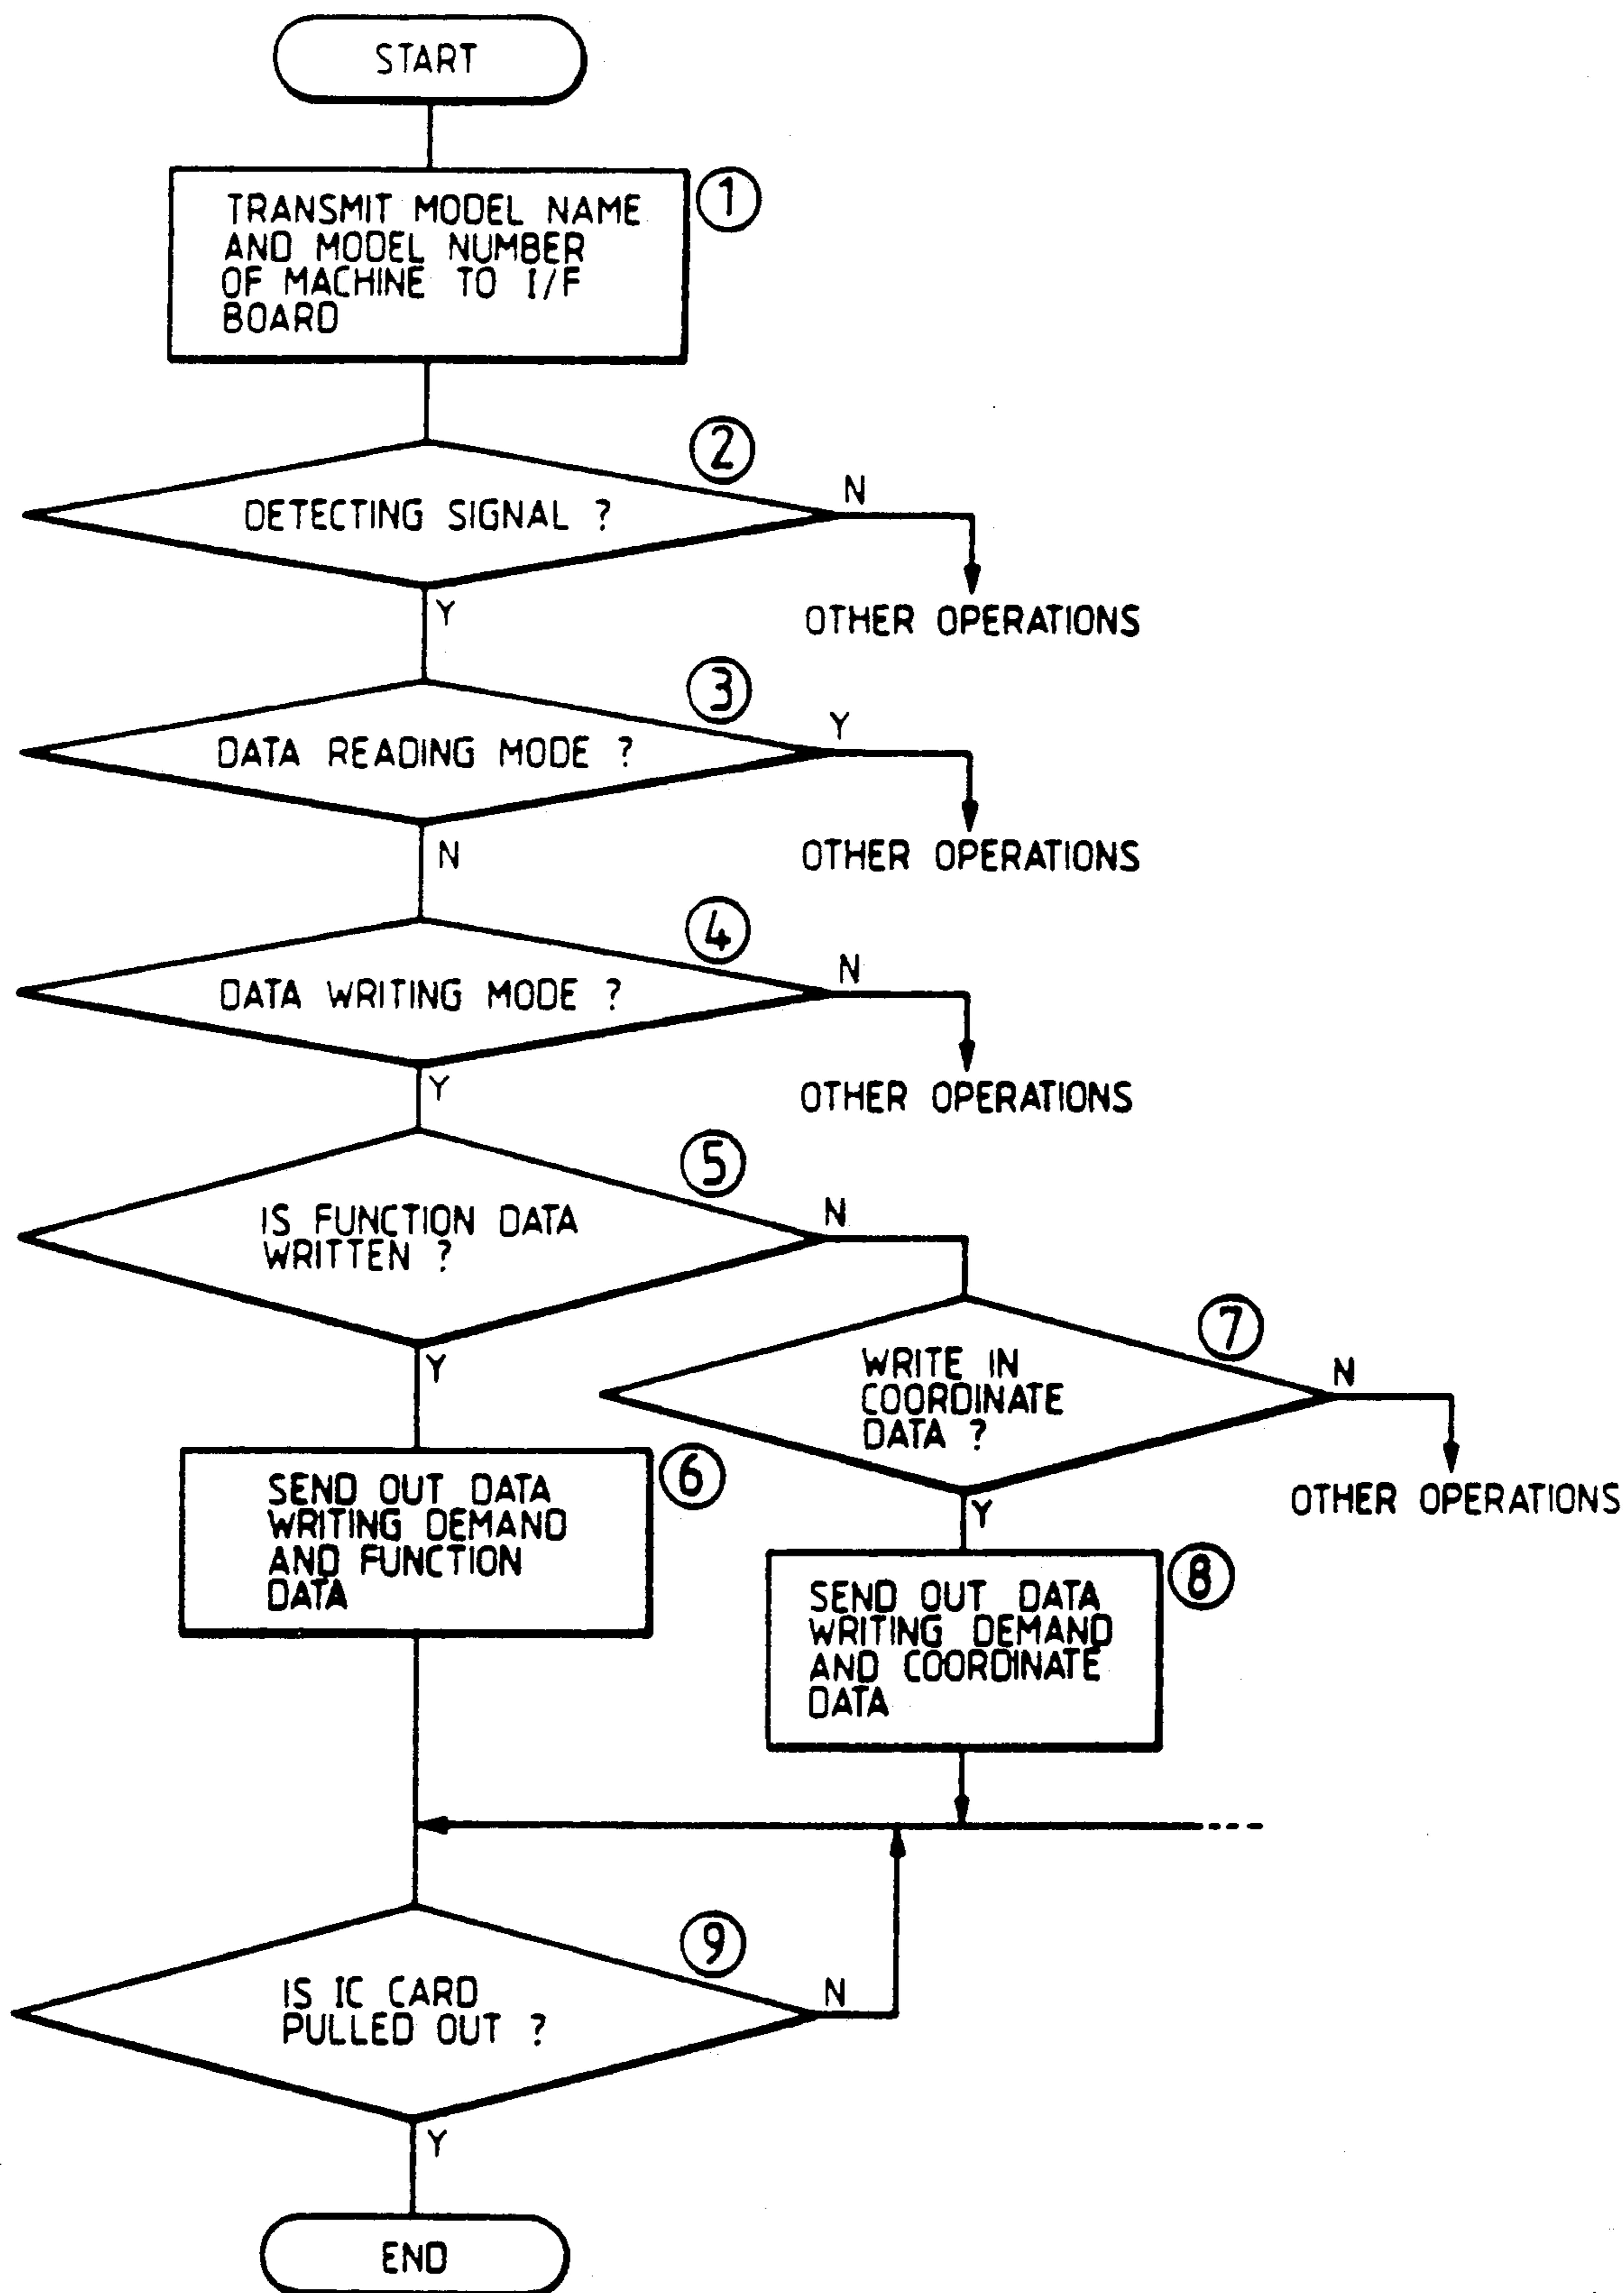 START
TRANSMIT MODEL NAME
AND MODEL NUMBER
OF MACHINE TO I/F
BOARD
①
②
DETECTING SIGNAL ?
N
Y
OTHER OPERATIONS
③
DATA READING MODE ?
Y
N
OTHER OPERATIONS
④
DATA WRITING MODE ?
N
Y
OTHER OPERATIONS
⑤
IS FUNCTION DATA
WRITTEN ?
N
Y
⑦
WRITE IN
COORDINATE
DATA ?
N
Y
OTHER OPERATIONS
⑥
SEND OUT DATA
WRITING DEMAND
AND FUNCTION
DATA
⑧
SEND OUT DATA
WRITING DEMAND
AND COORDINATE
DATA
⑨
IS IC CARD
PULLED OUT ?
N
Y
END